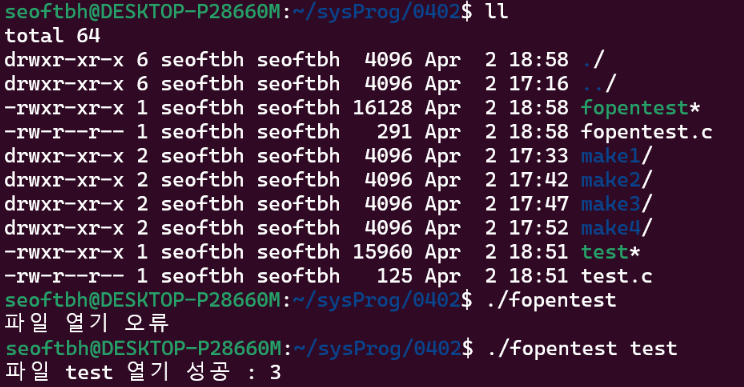 seoftbh@DESKTOP-P28660M:~/sysProg/0402$ ll
total 64
drwxr-xr-x 6 seoftbh seoftbh  4096 Apr  2 18:58 ./
drwxr-xr-x 6 seoftbh seoftbh  4096 Apr  2 17:16 ../
-rwxr-xr-x 1 seoftbh seoftbh 16128 Apr  2 18:58 fopentest*
-rw-r--r-- 1 seoftbh seoftbh   291 Apr  2 18:58 fopentest.c
drwxr-xr-x 2 seoftbh seoftbh  4096 Apr  2 17:33 make1/
drwxr-xr-x 2 seoftbh seoftbh  4096 Apr  2 17:42 make2/
drwxr-xr-x 2 seoftbh seoftbh  4096 Apr  2 17:47 make3/
drwxr-xr-x 2 seoftbh seoftbh  4096 Apr  2 17:52 make4/
-rwxr-xr-x 1 seoftbh seoftbh 15960 Apr  2 18:51 test*
-rw-r--r-- 1 seoftbh seoftbh   125 Apr  2 18:51 test.c
seoftbh@DESKTOP-P28660M:~/sysProg/0402$ ./fopentest
파일 열기 오류
seoftbh@DESKTOP-P28660M:~/sysProg/0402$ ./fopentest test
파일 test 열기 성공 : 3